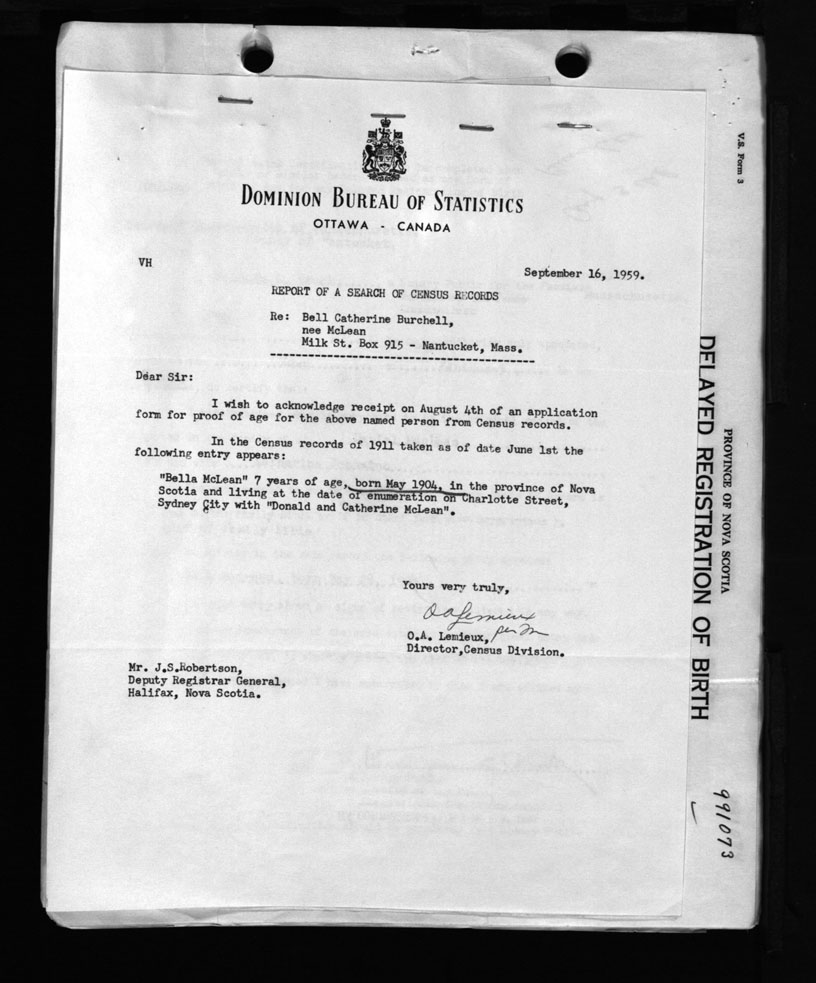 DOMINION BUREAU OF STATISTICS
OTTAWA - CANADA
VH
September 16, 1959.
REPORT OF A SEARCH OF CENSUS RECORDS
Re: Bell Catherine Burchell,
nee McLean
Milk St. Box 915 - Nantucket, Mass.
Dear Sir:
I wish to acknowledge receipt on August 4th of an application
form for proof of age for the above named person from Census records.
In the Census records of 1911 taken as of date June 1st the
following entry appears:
"Bella McLean" 7 years of age, born May 1904, in the province of Nova
Scotia and living at the date of enumeration on Charlotte Street,
Sydney City with "Donald and Catherine McLean".
Yours very truly,
O A Lemieux
per
O.A. Lemieux,
Director,Census Division.
Mr. J.S.Robertson,
Deputy Registrar General,
Halifax, Nova Scotia.
V.S. Form 3
PROVINCE OF NOVA SCOTIA
DELAYED REGISTRATION OF BIRTH
991073